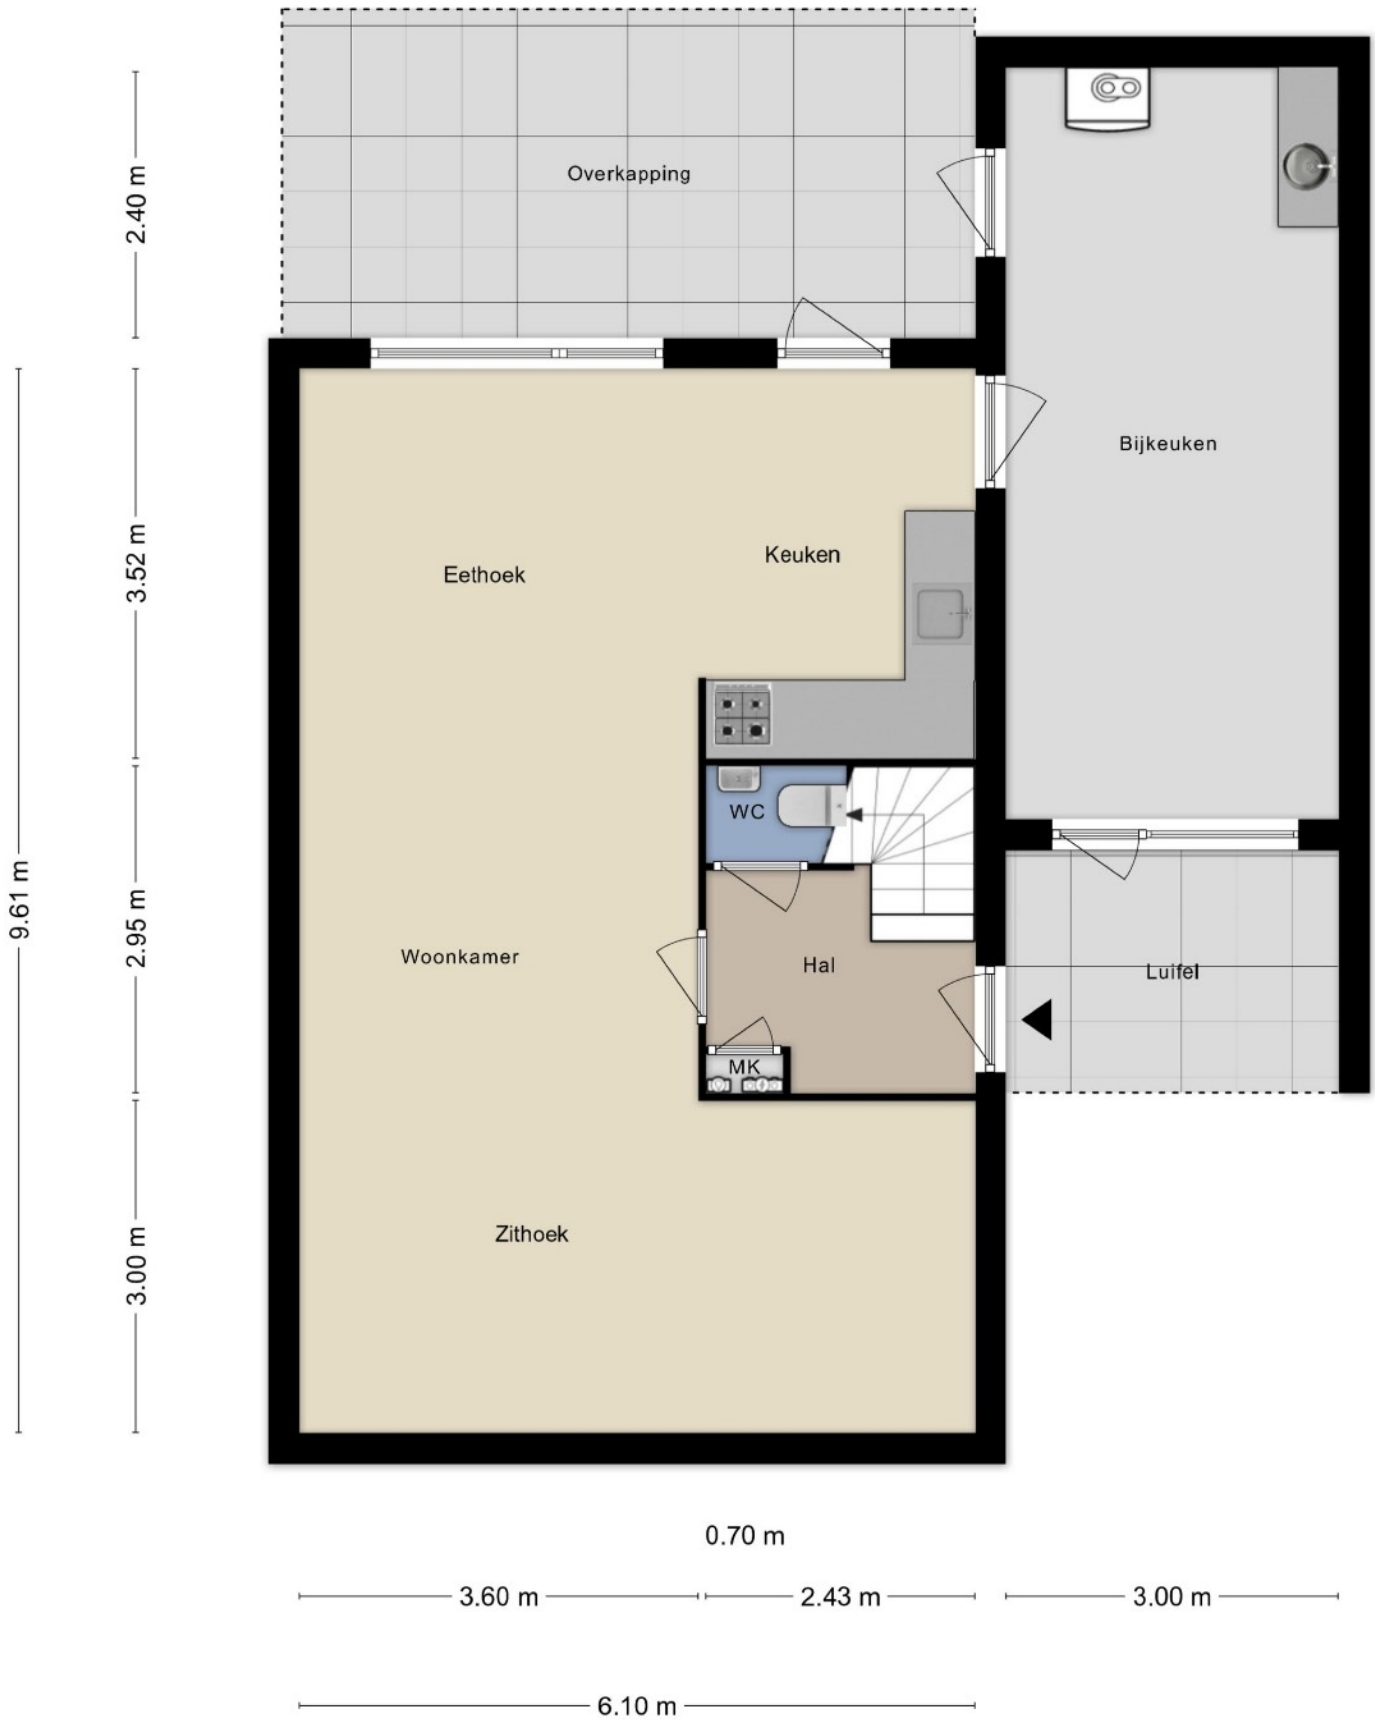 Overkapping
2.40 m
Bijkeuken
3.52 m
Keuken
Eethoek
WC
9.61 m
2.95 m
Woonkamer
Hal
Luifel
MK
Zithoek
3.00 m
0.70 m
3.60 m
2.43 m
3.00 m
6.10 m